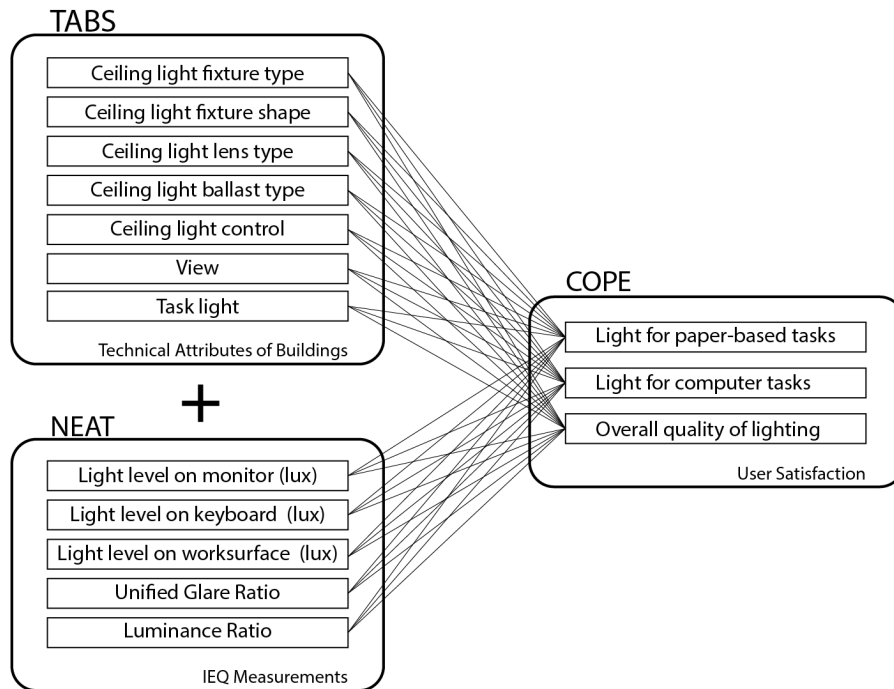 TABS
Ceiling light fixture type
Ceiling light fixture shape
Ceiling light lens type
Ceiling light ballast type
Ceiling light control
View
Task light
Technical Attributes of Buildings
+
NEAT
Light level on monitor (lux)
Light level on keyboard (lux)
Light level on worksurface (lux)
Unified Glare Ratio
Luminance Ratio
IEQ Measurements
COPE
Light for paper-based tasks
Light for computer tasks
Overall quality of lighting
User Satisfaction